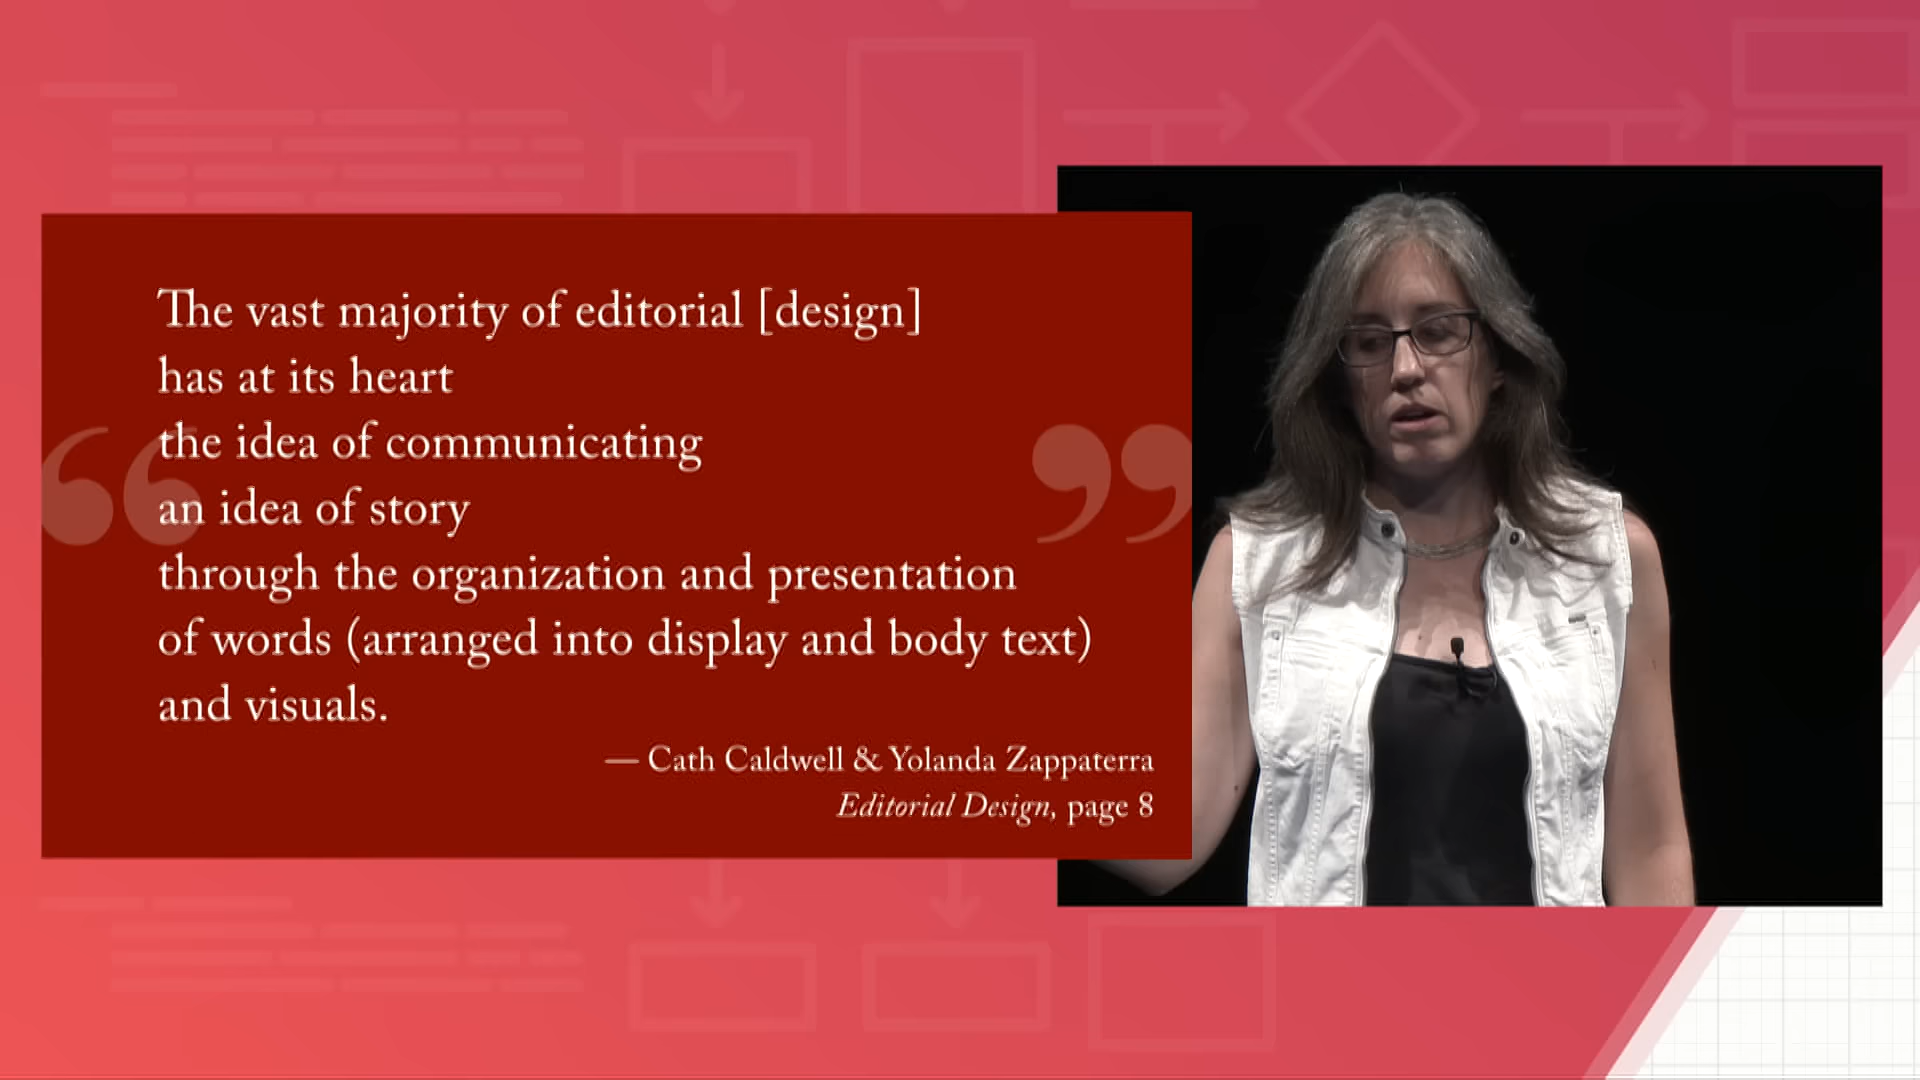 The vast majority of editorial [design]
has at its heart
the idea of communicating
an idea of story
through the organization and presentation
of words (arranged into display and body text)
and visuals.
— Cath Caldwell & Yolanda Zappaterra
Editorial Design, page 8